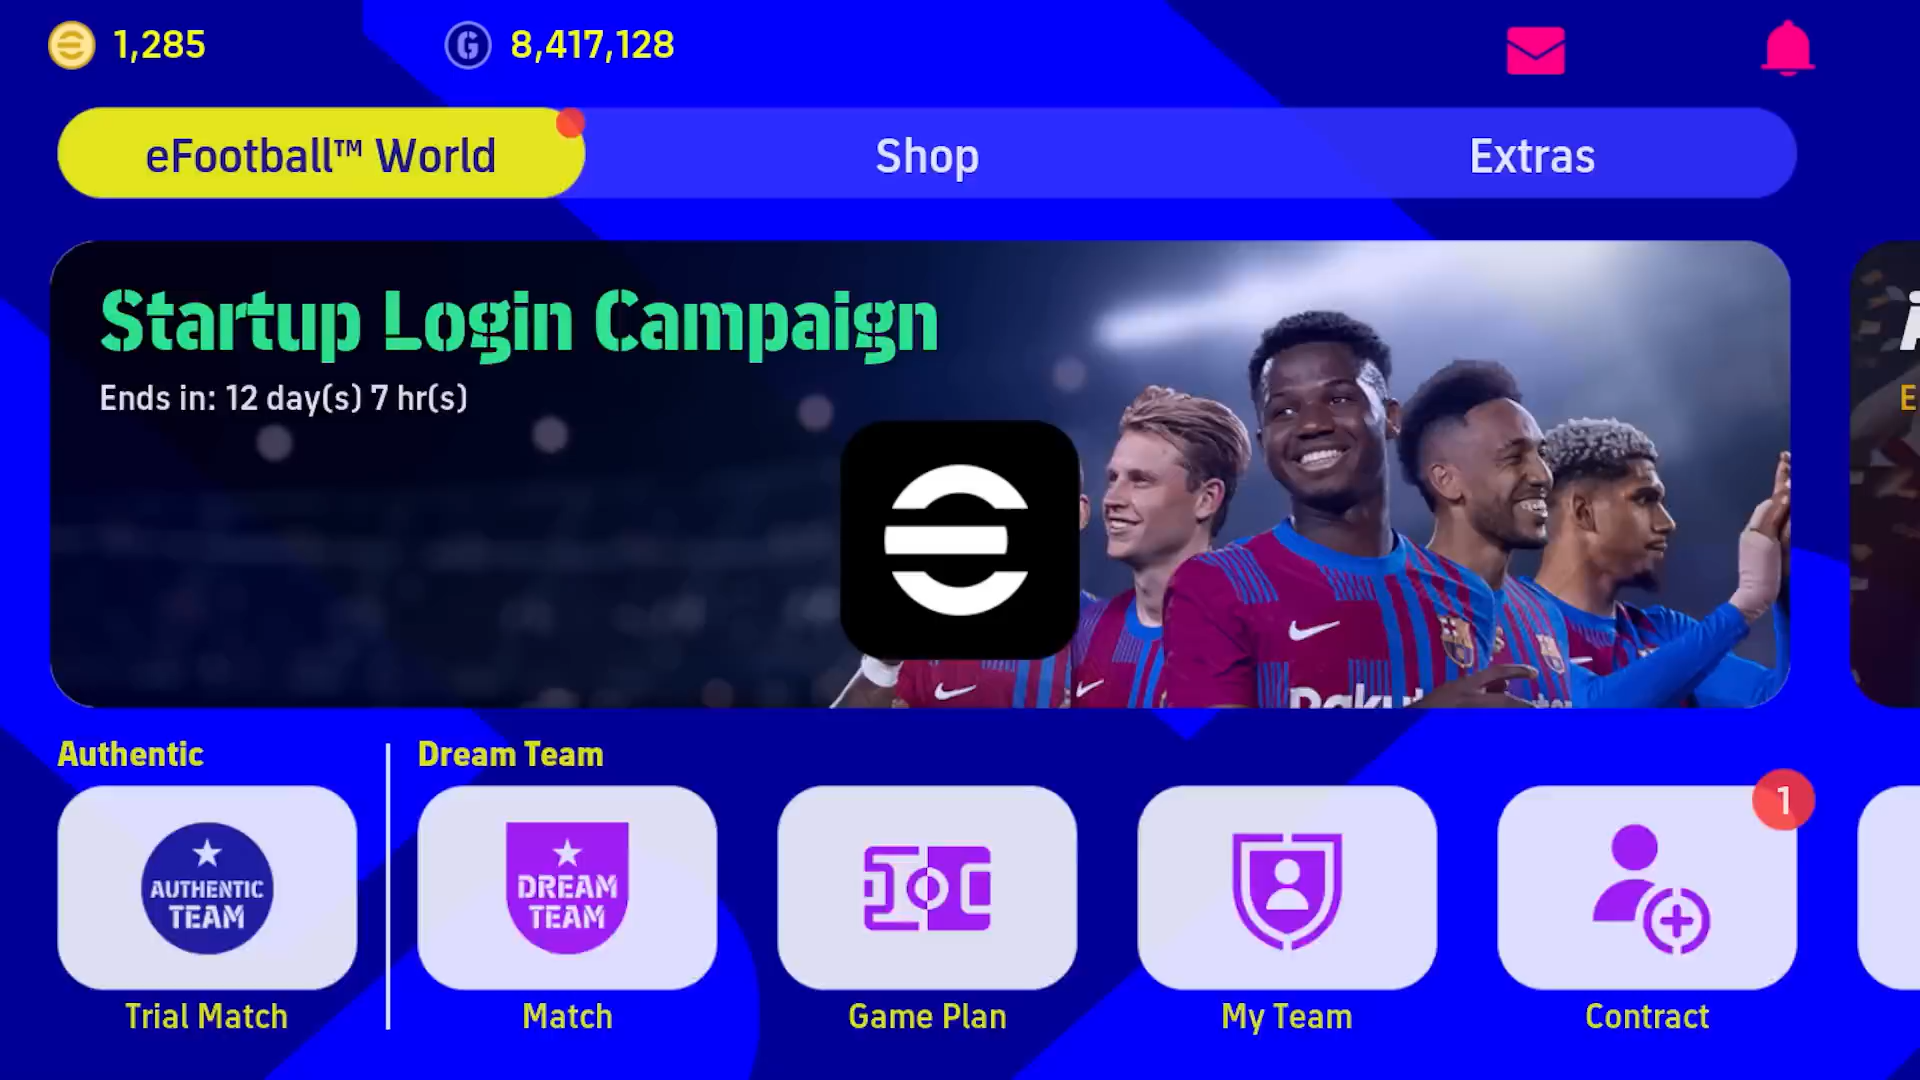 1,285
G 8,417,128
eFootball™ World
Shop
Extras
Startup Login Campaign
Ends in: 12 day(s) 7 hr(s)
Authentic
Dream Team
AUTHENTIC
TEAM
DREAM
TEAM
1
Trial Match
Match
Game Plan
My Team
Contract